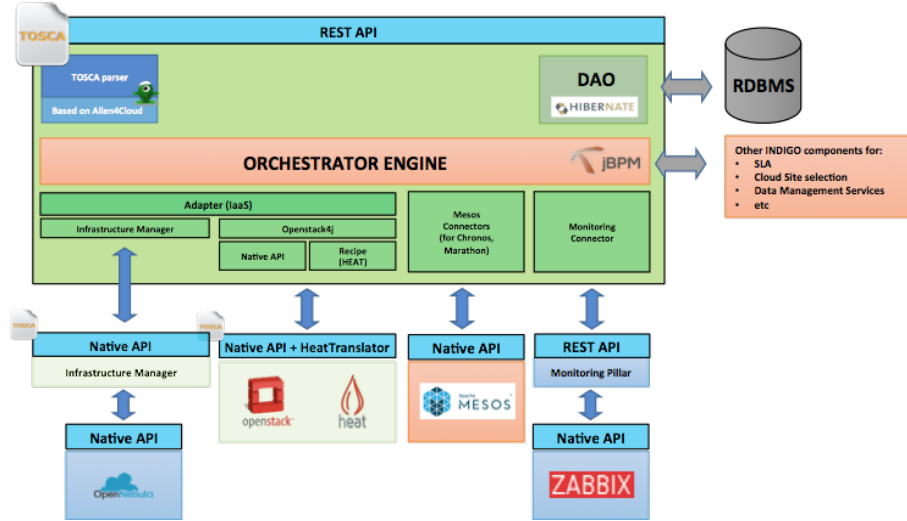 TOSCA
REST API
TOSCA parser
Based on Alien4Cloud
DAO
HIBERNATE
RDBMS
ORCHESTRATOR ENGINE
jBPM
Other INDIGO components for:
• SLA
• Cloud Site selection
• Data Management Services
• etc
Adapter (IaaS)
Infrastructure Manager
Openstack4j
Native API
Recipe
(HEAT)
Mesos
Connectors
(for Chronos,
Marathon)
Monitoring
Connector
TOSCA
Native API
Infrastructure Manager
TOSCA
Native API + HeatTranslator
openstack
heat
Native API
Apache
MESOS
REST API
Monitoring Pillar
Native API
OpenNebula
Native API
ZABBIX